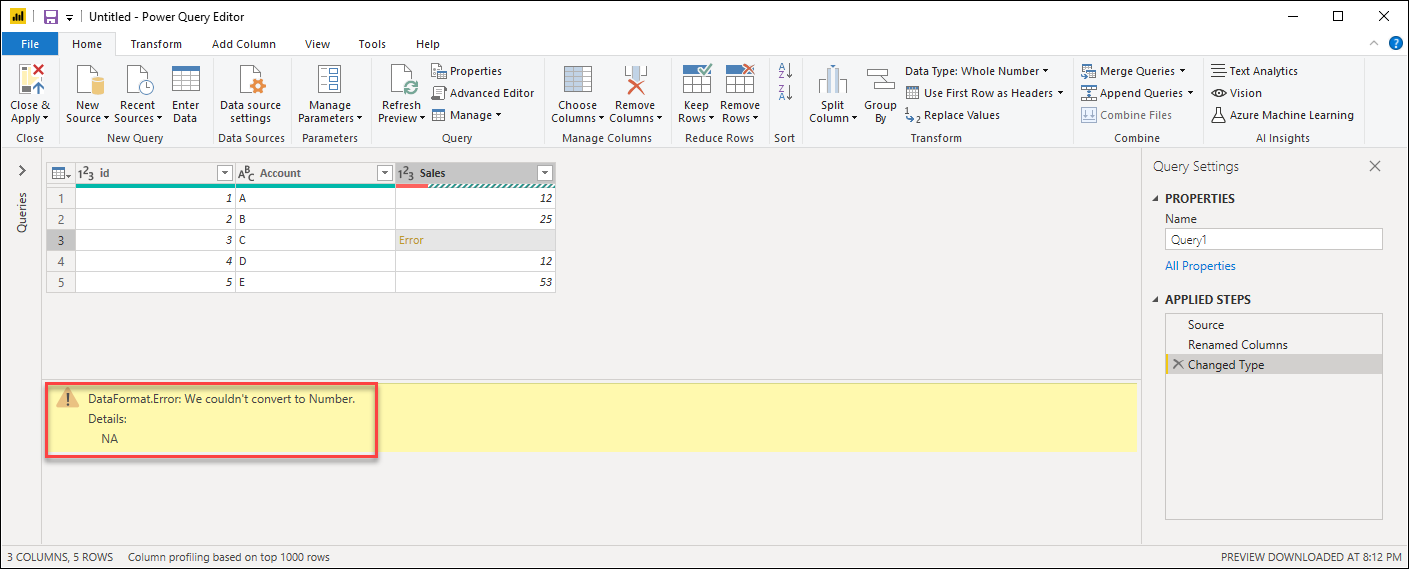 Untitled - Power Query Editor
File Home Transform Add Column View Tools Help
Close & Apply
New Source
Recent Sources
Enter Data
Data source settings
Manage Parameters
Refresh Preview
Properties
Advanced Editor
Manage
Choose Columns
Remove Columns
Keep Rows
Remove Rows
Split Column
Group By
Data Type: Whole Number
Use First Row as Headers
Replace Values
Merge Queries
Append Queries
Combine Files
Text Analytics
Vision
Azure Machine Learning
Close New Query Data Sources Parameters Query Manage Columns Reduce Rows Sort Transform Combine AI Insights
Queries
123 id ABC Account 123 Sales
1 1 A 12
2 2 B 25
3 3 C Error
4 4 D 12
5 5 E 53
DataFormat.Error: We couldn't convert to Number.
Details:
NA
Query Settings
PROPERTIES
Name
Query1
All Properties
APPLIED STEPS
Source
Renamed Columns
Changed Type
3 COLUMNS, 5 ROWS Column profiling based on top 1000 rows PREVIEW DOWNLOADED AT 8:12 PM